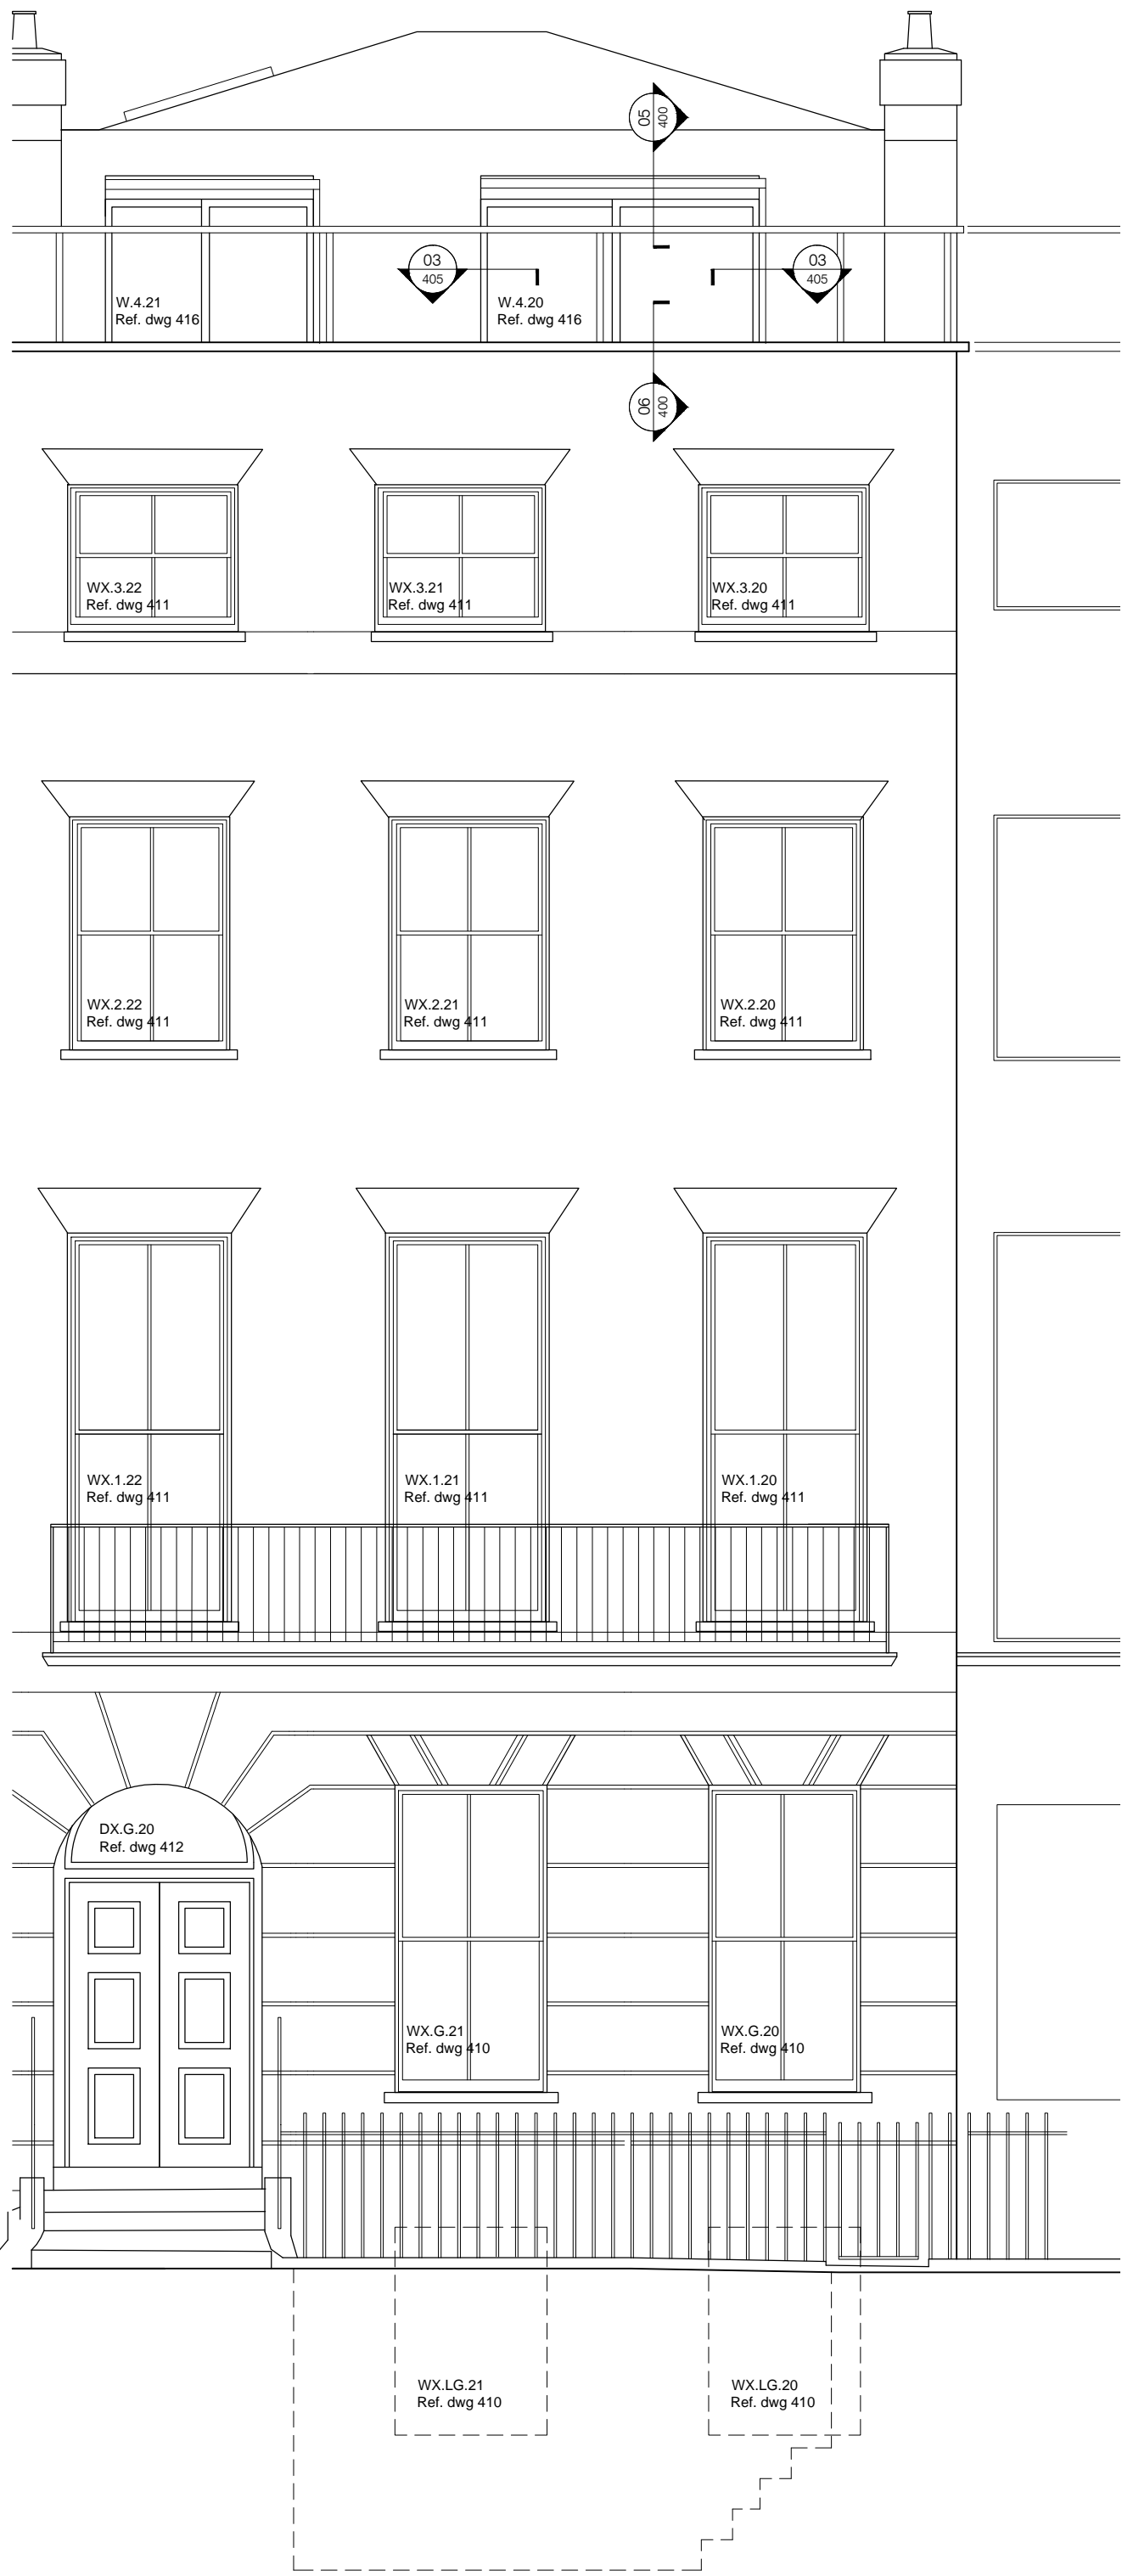 05
400
03
405
03
405
W.4.21
Ref. dwg 416
W.4.20
Ref. dwg 416
06
400
WX.3.22
Ref. dwg 411
WX.3.21
Ref. dwg 411
WX.3.20
Ref. dwg 411
WX.2.22
Ref. dwg 411
WX.2.21
Ref. dwg 411
WX.2.20
Ref. dwg 411
WX.1.22
Ref. dwg 411
WX.1.21
Ref. dwg 411
WX.1.20
Ref. dwg 411
DX.G.20
Ref. dwg 412
WX.G.21
Ref. dwg 410
WX.G.20
Ref. dwg 410
WX.LG.21
Ref. dwg 410
WX.LG.20
Ref. dwg 410